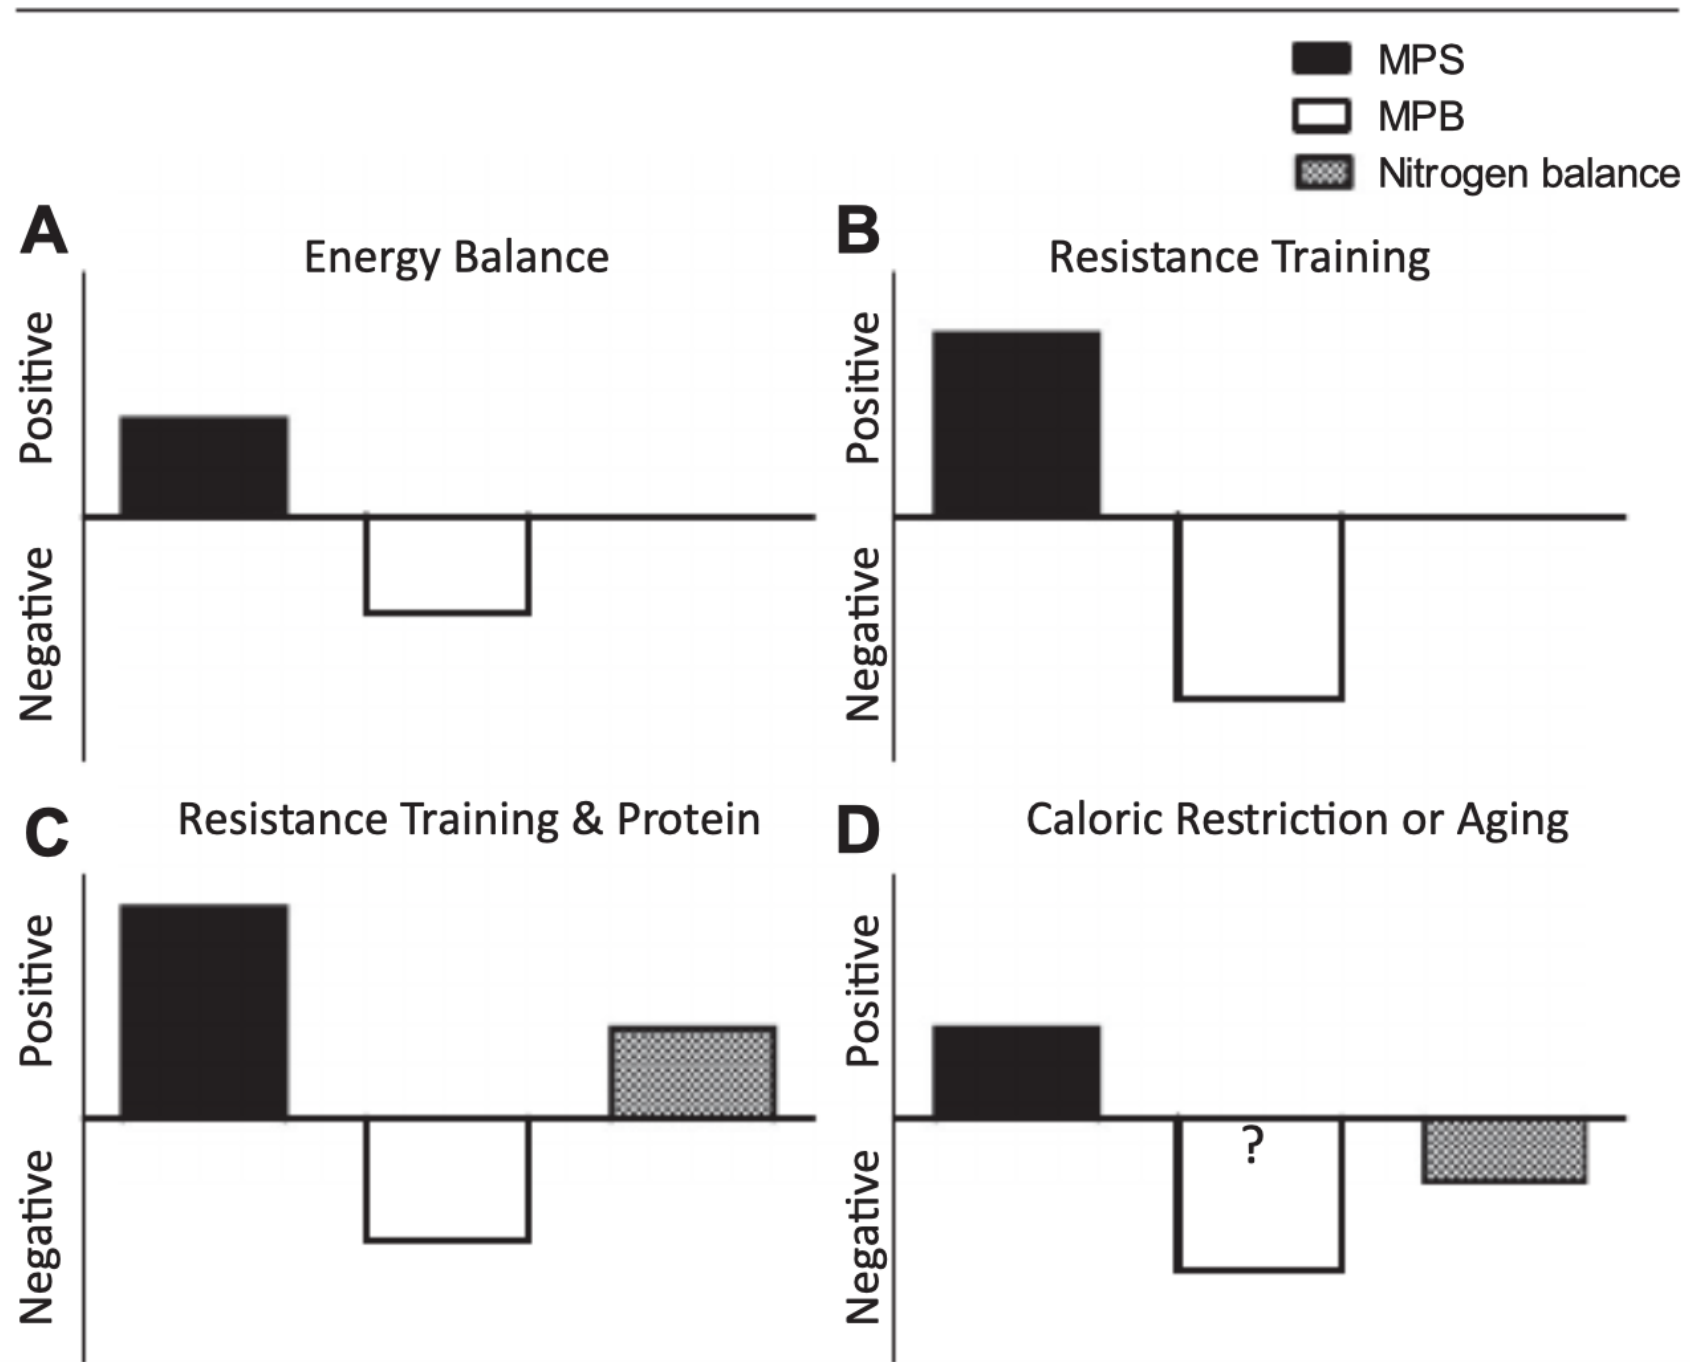 MPS
MPB
Nitrogen balance
A
Energy Balance
Positive
Negative
B
Resistance Training
Positive
Negative
C
Resistance Training & Protein
Positive
Negative
D
Caloric Restriction or Aging
Positive
Negative
?